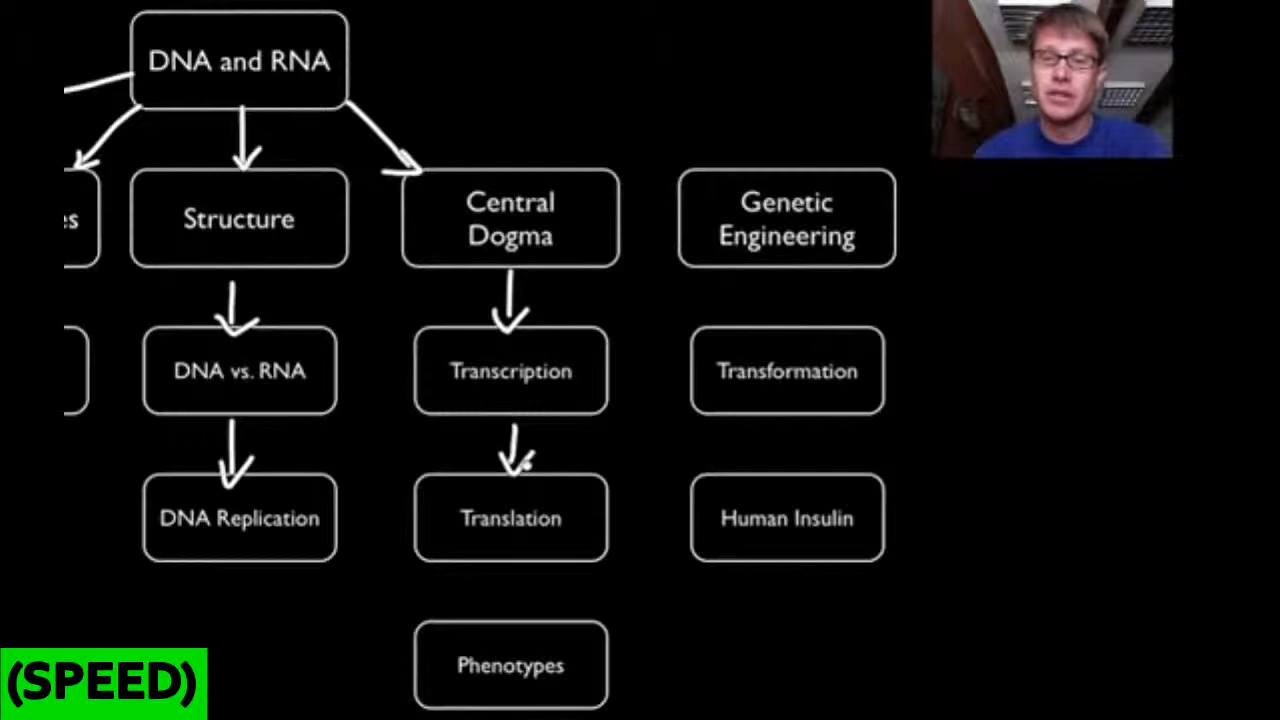 DNA and RNA
es
Structure
Central
Dogma
Genetic
Engineering
DNA vs. RNA
Transcription
Transformation
DNA Replication
Translation
Human Insulin
Phenotypes
(SPEED)